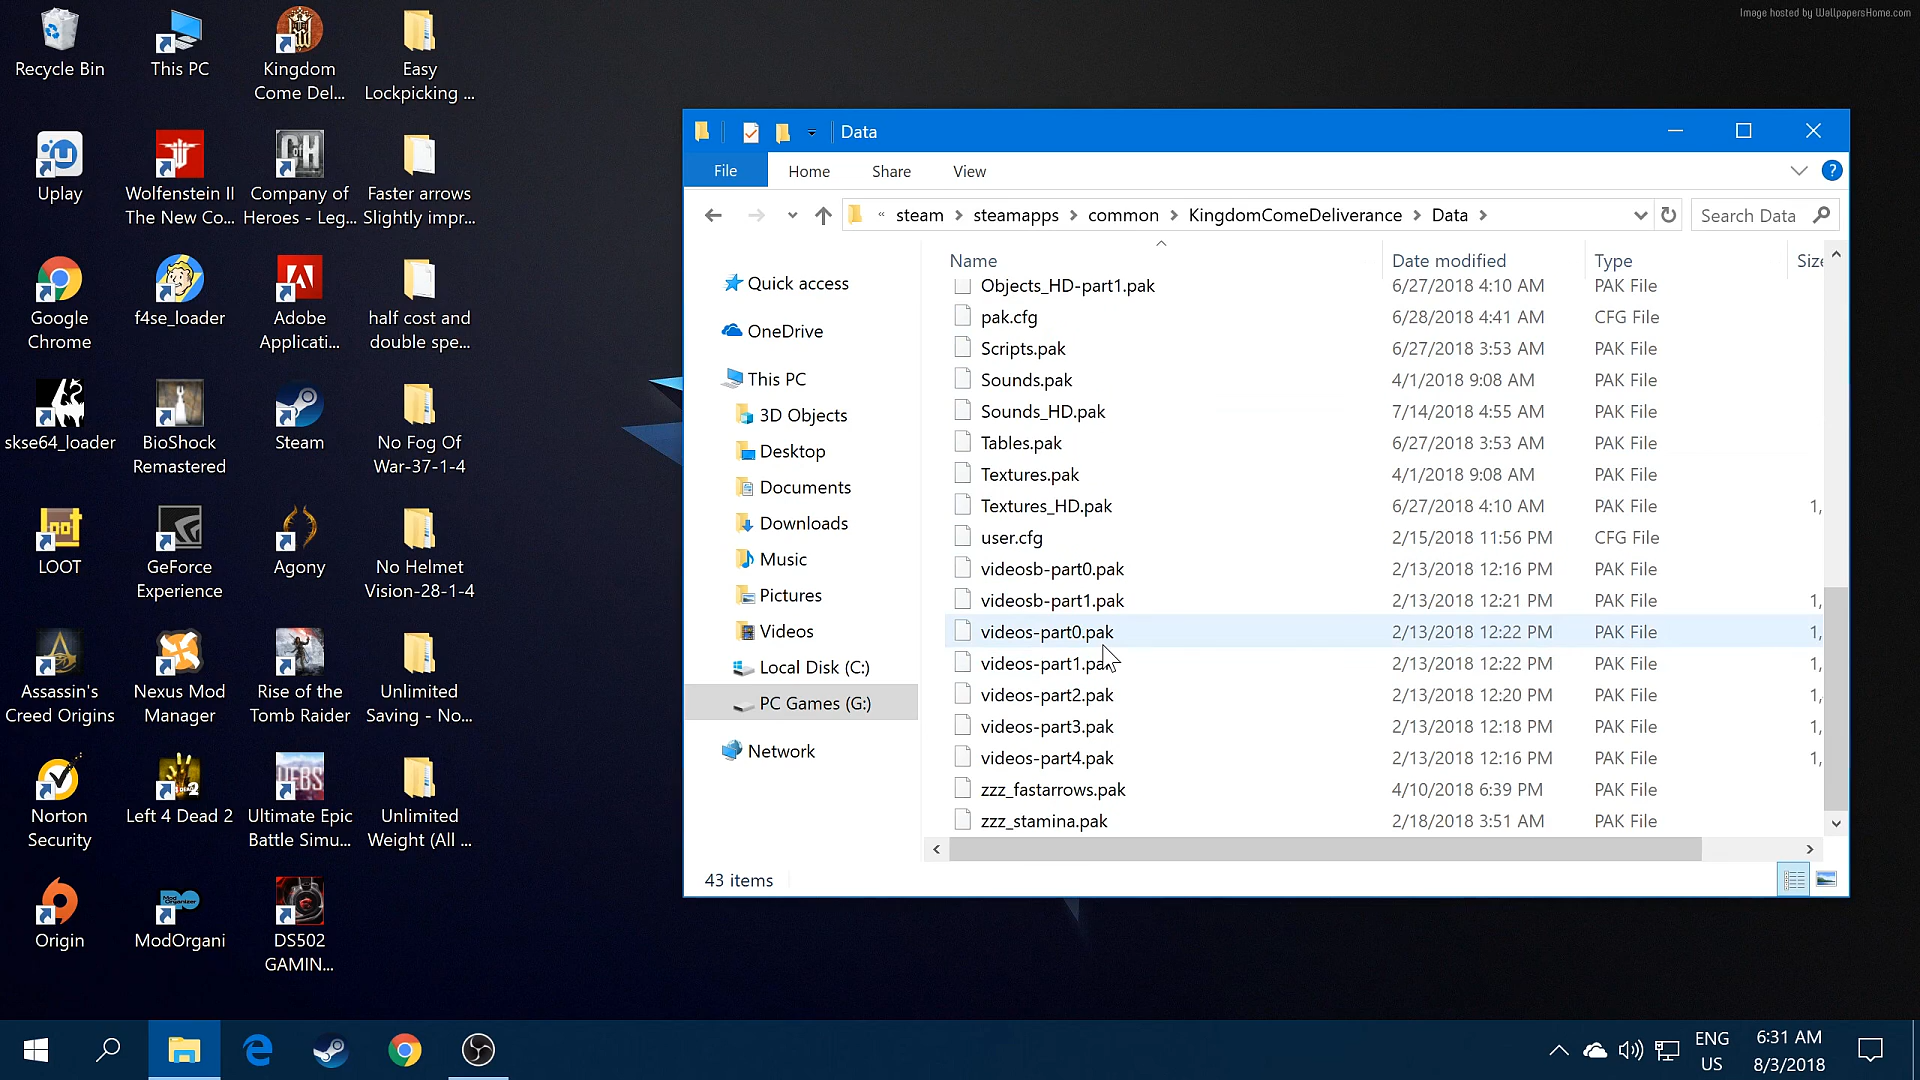 Image hosted by WallpapersHome.com
Recycle Bin
This PC
Kingdom
Come Del...
Easy
Lockpicking ...
Uplay
Wolfenstein II
The New Co...
Company of
Heroes - Leg...
Faster arrows
Slightly impr...
Google
Chrome
f4se_loader
Adobe
Applicati...
half cost and
double spe...
skse64_loader
BioShock
Remastered
Steam
No Fog Of
War-37-1-4
LOOT
GeForce
Experience
Agony
No Helmet
Vision-28-1-4
Assassin's
Creed Origins
Nexus Mod
Manager
Rise of the
Tomb Raider
Unlimited
Saving - No...
Norton
Security
Left 4 Dead 2
Ultimate Epic
Battle Simu...
Unlimited
Weight (All ...
Origin
ModOrgani
DS502
GAMIN...
Data
File Home Share View
« steam > steamapps > common > KingdomComeDeliverance > Data >
Search Data
Quick access
OneDrive
This PC
3D Objects
Desktop
Documents
Downloads
Music
Pictures
Videos
Local Disk (C:)
PC Games (G:)
Network
Name Date modified Type Size
Objects_HD-part1.pak 6/27/2018 4:10 AM PAK File
pak.cfg 6/28/2018 4:41 AM CFG File
Scripts.pak 6/27/2018 3:53 AM PAK File
Sounds.pak 4/1/2018 9:08 AM PAK File
Sounds_HD.pak 7/14/2018 4:55 AM PAK File
Tables.pak 6/27/2018 3:53 AM PAK File
Textures.pak 4/1/2018 9:08 AM PAK File
Textures_HD.pak 6/27/2018 4:10 AM PAK File 1,
user.cfg 2/15/2018 11:56 PM CFG File
videosb-part0.pak 2/13/2018 12:16 PM PAK File
videosb-part1.pak 2/13/2018 12:21 PM PAK File 1,
videos-part0.pak 2/13/2018 12:22 PM PAK File 1,
videos-part1.pak 2/13/2018 12:22 PM PAK File 1,
videos-part2.pak 2/13/2018 12:20 PM PAK File 1,
videos-part3.pak 2/13/2018 12:18 PM PAK File 1,
videos-part4.pak 2/13/2018 12:16 PM PAK File 1,
zzz_fastarrows.pak 4/10/2018 6:39 PM PAK File
zzz_stamina.pak 2/18/2018 3:51 AM PAK File
43 items
ENG
US
6:31 AM
8/3/2018